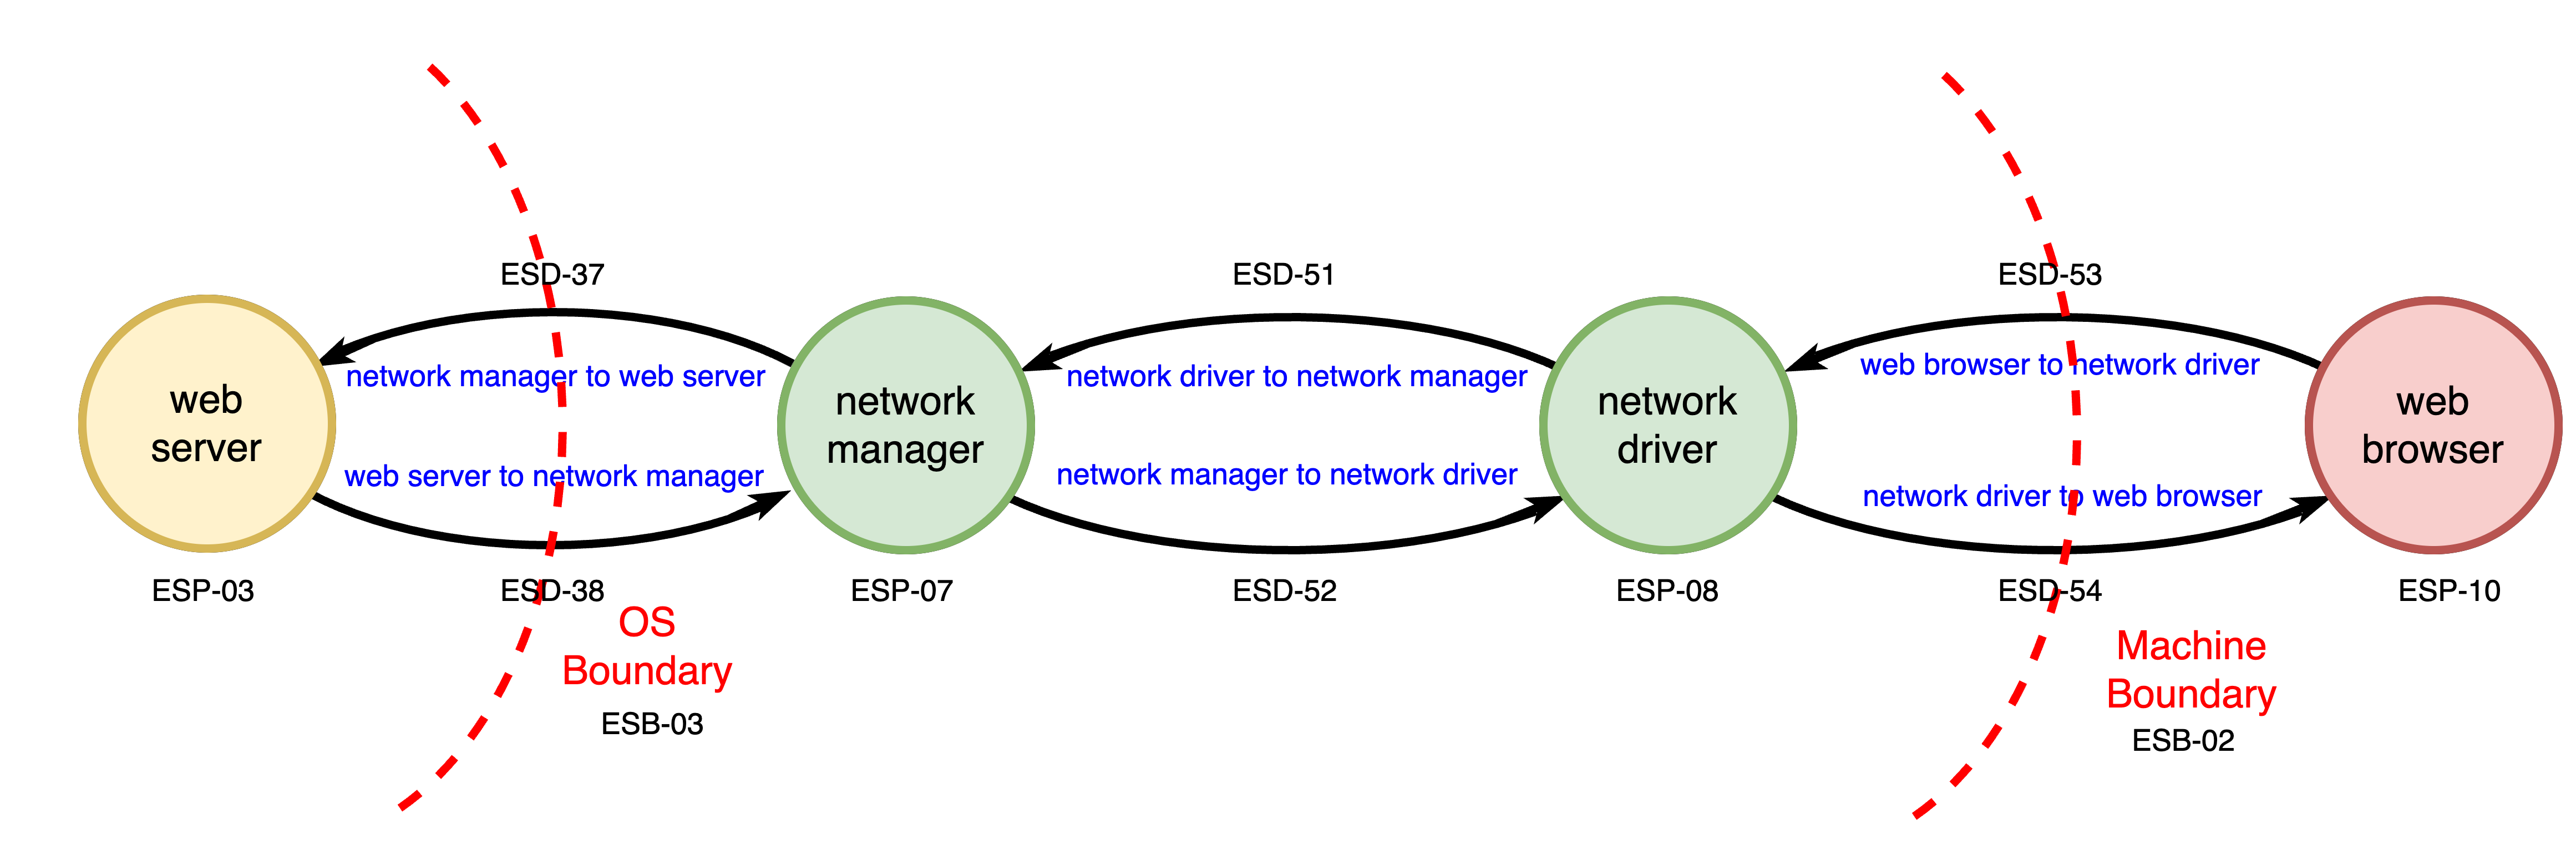 ESD-37
ESD-51
ESD-53
network manager to web server
network driver to network manager
web browser to network driver
web
server
network
manager
network
driver
web
browser
web server to network manager
network manager to network driver
network driver to web browser
ESP-03
ESD-38
ESP-07
ESD-52
ESP-08
ESD-54
ESP-10
OS
Boundary
ESB-03
Machine
Boundary
ESB-02